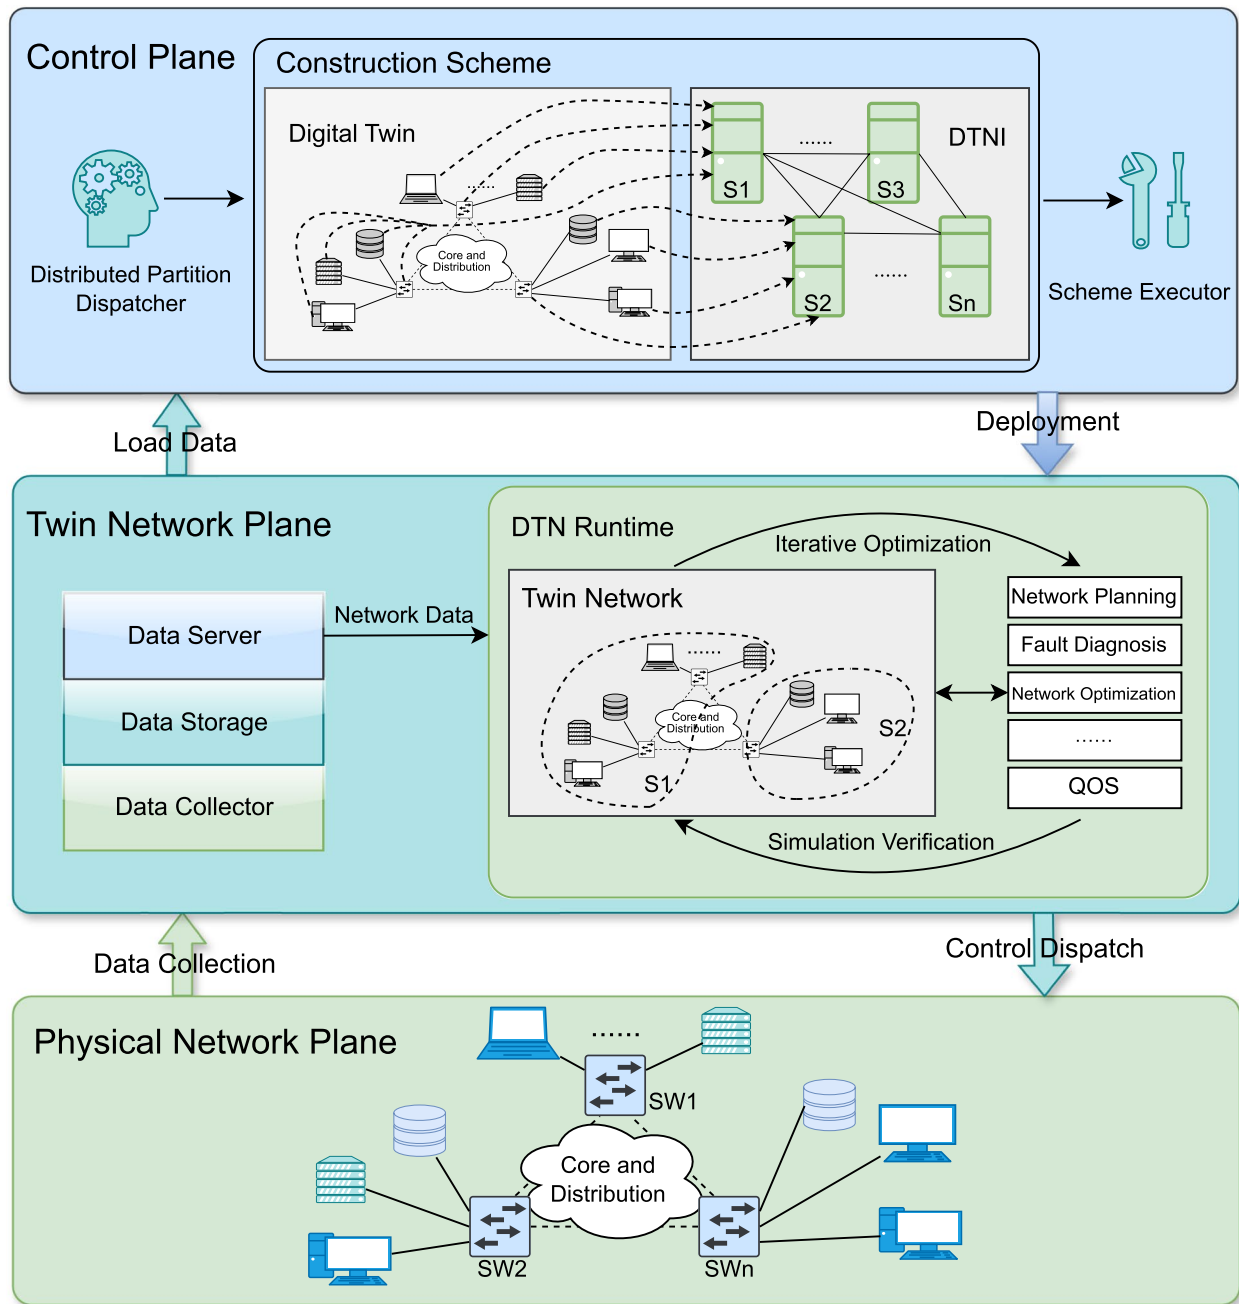 Control Plane
Construction Scheme
Digital Twin
DTNI
......
......
S1
S3
Core and
Distribution
Distributed Partition
Dispatcher
......
S2
Sn
Scheme Executor
Load Data
Deployment
Twin Network Plane
DTN Runtime
Iterative Optimization
Twin Network
Network Planning
Network Data
Data Server
Fault Diagnosis
......
Network Optimization
Data Storage
Core and
Distribution
S2
......
S1
QOS
Data Collector
Simulation Verification
Data Collection
Control Dispatch
Physical Network Plane
......
SW1
Core and
Distribution
SW2
SWn